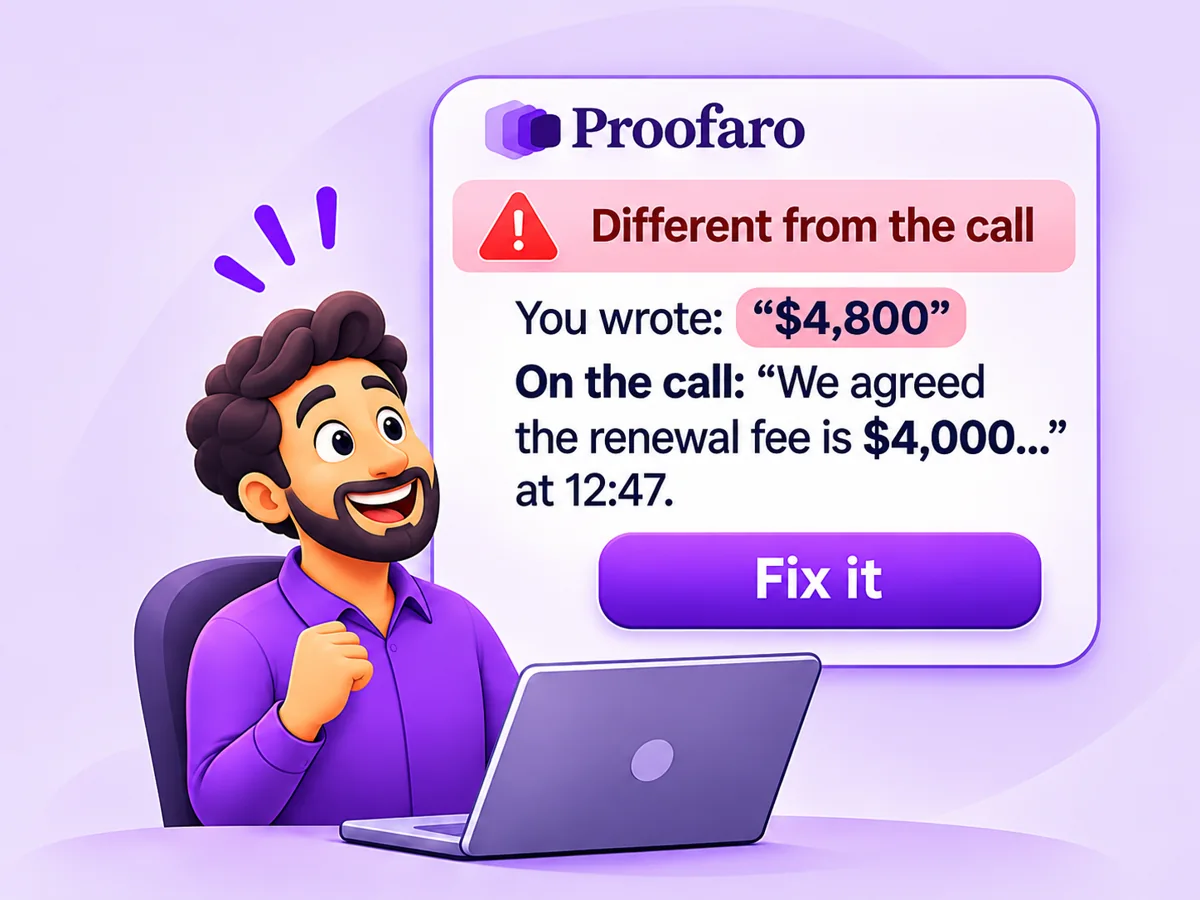 Proofaro
Different from the call
You wrote: “$4,800”
On the call: “We agreed
the renewal fee is $4,000...”
at 12:47.
Fix it